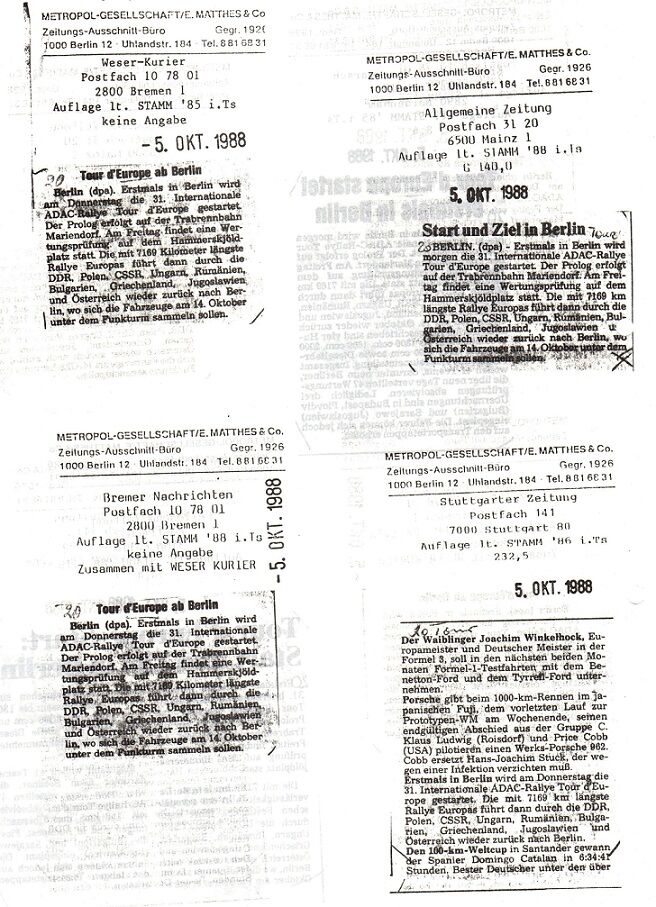 METROPOL-GESELLSCHAFT/E. MATTHES & Co
Zeitungs-Ausschnitt-Büro Gegr. 1926
1000 Berlin 12 · Uhlandstr. 184 · Tel. 8 81 68 31
Weser-Kurier
Postfach 10 78 01
2800 Bremen 1
Auflage lt. STAMM '85 i.Ts
keine Angabe
- 5. OKT. 1988
20
Tour d'Europe ab Berlin
Berlin (dpa). Erstmals in Berlin wird
am Donnerstag die 31. Internationale
ADAC-Rallye Tour d'Europe gestartet.
Der Prolog erfolgt auf der Trabrennbahn
Mariendorf. Am Freitag findet eine Wer-
tungsprüfung auf dem Hammerskjöld-
platz statt. Die mit 7169 Kilometer längste
Rallye Europas führt dann durch die
DDR, Polen, CSSR, Ungarn, Rumänien,
Bulgarien, Griechenland, Jugoslawien
und Österreich wieder zurück nach Ber-
lin, wo sich die Fahrzeuge am 14. Oktober
unter dem Funkturm sammeln sollen.
METROPOL-GESELLSCHAFT/E. MATTHES & Co.
Zeitungs-Ausschnitt-Büro Gegr. 1926
1000 Berlin 12 · Uhlandstr. 184 · Tel. 8 81 68 31
Allgemeine Zeitung
Postfach 31 20
6500 Mainz 1
Auflage lt. STAMM '88 i.Ts
G 140,0
5. OKT. 1988
Start und Ziel in Berlin
20 BERLIN. (dpa) - Erstmals in Berlin wird
morgen die 31. Internationale ADAC-Rallye
Tour d'Europe gestartet. Der Prolog erfolgt
auf der Trabrennbahn Mariendorf. Am Frei-
tag findet eine Wertungsprüfung auf dem
Hammerskjöldplatz statt. Die mit 7169 km
längste Rallye Europas führt dann durch die
DDR, Polen, CSSR, Ungarn, Rumänien, Bul-
garien, Griechenland, Jugoslawien u
Österreich wieder zurück nach Berlin, wo
sich die Fahrzeuge am 14. Oktober unter dem
Funkturm sammeln sollen.
METROPOL-GESELLSCHAFT/E. MATTHES & Co.
Zeitungs-Ausschnitt-Büro Gegr. 1926
1000 Berlin 12 · Uhlandstr. 184 · Tel. 8 81 68 31
Bremer Nachrichten
Postfach 10 78 01
2800 Bremen 1
Auflage lt. STAMM '88 i.Ts
keine Angabe
Zusammen mit WESER KURIER
- 5. OKT. 1988
20
Tour d'Europe ab Berlin
Berlin (dpa). Erstmals in Berlin wird
am Donnerstag die 31. Internationale
ADAC-Rallye Tour d'Europe gestartet.
Der Prolog erfolgt auf der Trabrennbahn
Mariendorf. Am Freitag findet eine Wer-
tungsprüfung auf dem Hammerskjöld-
platz statt. Die mit 7169 Kilometer längste
Rallye Europas führt dann durch die
DDR, Polen, CSSR, Ungarn, Rumänien,
Bulgarien, Griechenland, Jugoslawien
und Österreich wieder zurück nach Ber-
lin, wo sich die Fahrzeuge am 14. Oktober
unter dem Funkturm sammeln sollen.
METROPOL-GESELLSCHAFT/E. MATTHES & Co.
Zeitungs-Ausschnitt-Büro Gegr. 1926
1000 Berlin 12 · Uhlandstr. 184 · Tel. 8 81 68 31
Stuttgarter Zeitung
Postfach 141
7000 Stuttgart 80
Auflage lt. STAMM '86 i.Ts
232,5
5. OKT. 1988
20 Tour
Der Waiblinger Joachim Winkelhock, Eu-
ropameister und Deutscher Meister in der
Formel 3, soll in den nächsten beiden Mo-
naten Formel-1-Testfahrten mit dem Be-
netton-Ford und dem Tyrrell-Ford unter-
nehmen.
Porsche gibt beim 1000-km-Rennen im ja-
panischen Fuji, dem vorletzten Lauf zur
Prototypen-WM am Wochenende, seinen
endgültigen Abschied aus der Gruppe C.
Klaus Ludwig (Roisdorf) und Price Cobb
(USA) pilotieren einen Werks-Porsche 962.
Cobb ersetzt Hans-Joachim Stuck, der we-
gen einer Infektion verzichten muß.
Erstmals in Berlin wird am Donnerstag die
31. Internationale ADAC-Rallye Tour d'Eu-
rope gestartet. Die mit 7169 km längste
Rallye Europas führt dann durch die DDR,
Polen, CSSR, Ungarn, Rumänien, Bulga-
rien, Griechenland, Jugoslawien und
Österreich wieder zurück nach Berlin.
Den 100-km-Weltcup in Santander gewann
der Spanier Domingo Catalan in 6:34:41
Stunden. Bester Deutscher unter den über